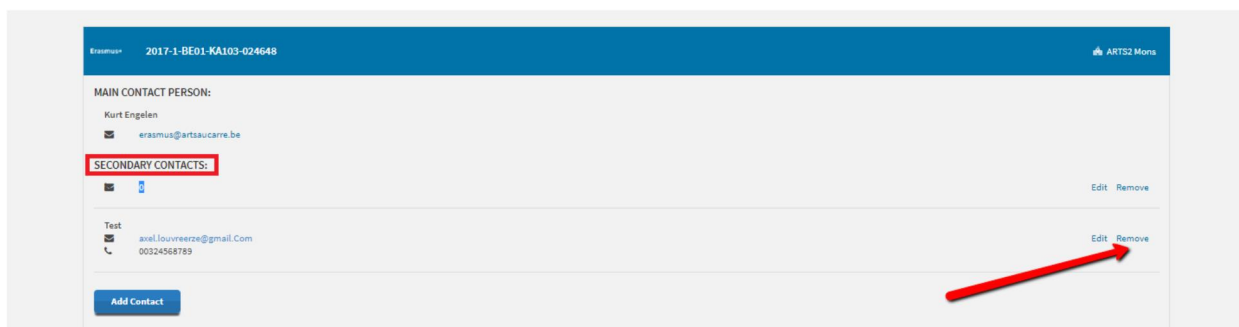 Erasmus+ 2017-1-BE01-KA103-024648 ARTS2 Mons
MAIN CONTACT PERSON:
Kurt Engelen
erasmus@artsaucarre.be
SECONDARY CONTACTS:
0 Edit Remove
Test
axel.louvreerze@gmail.Com Edit Remove
00324568789
Add Contact